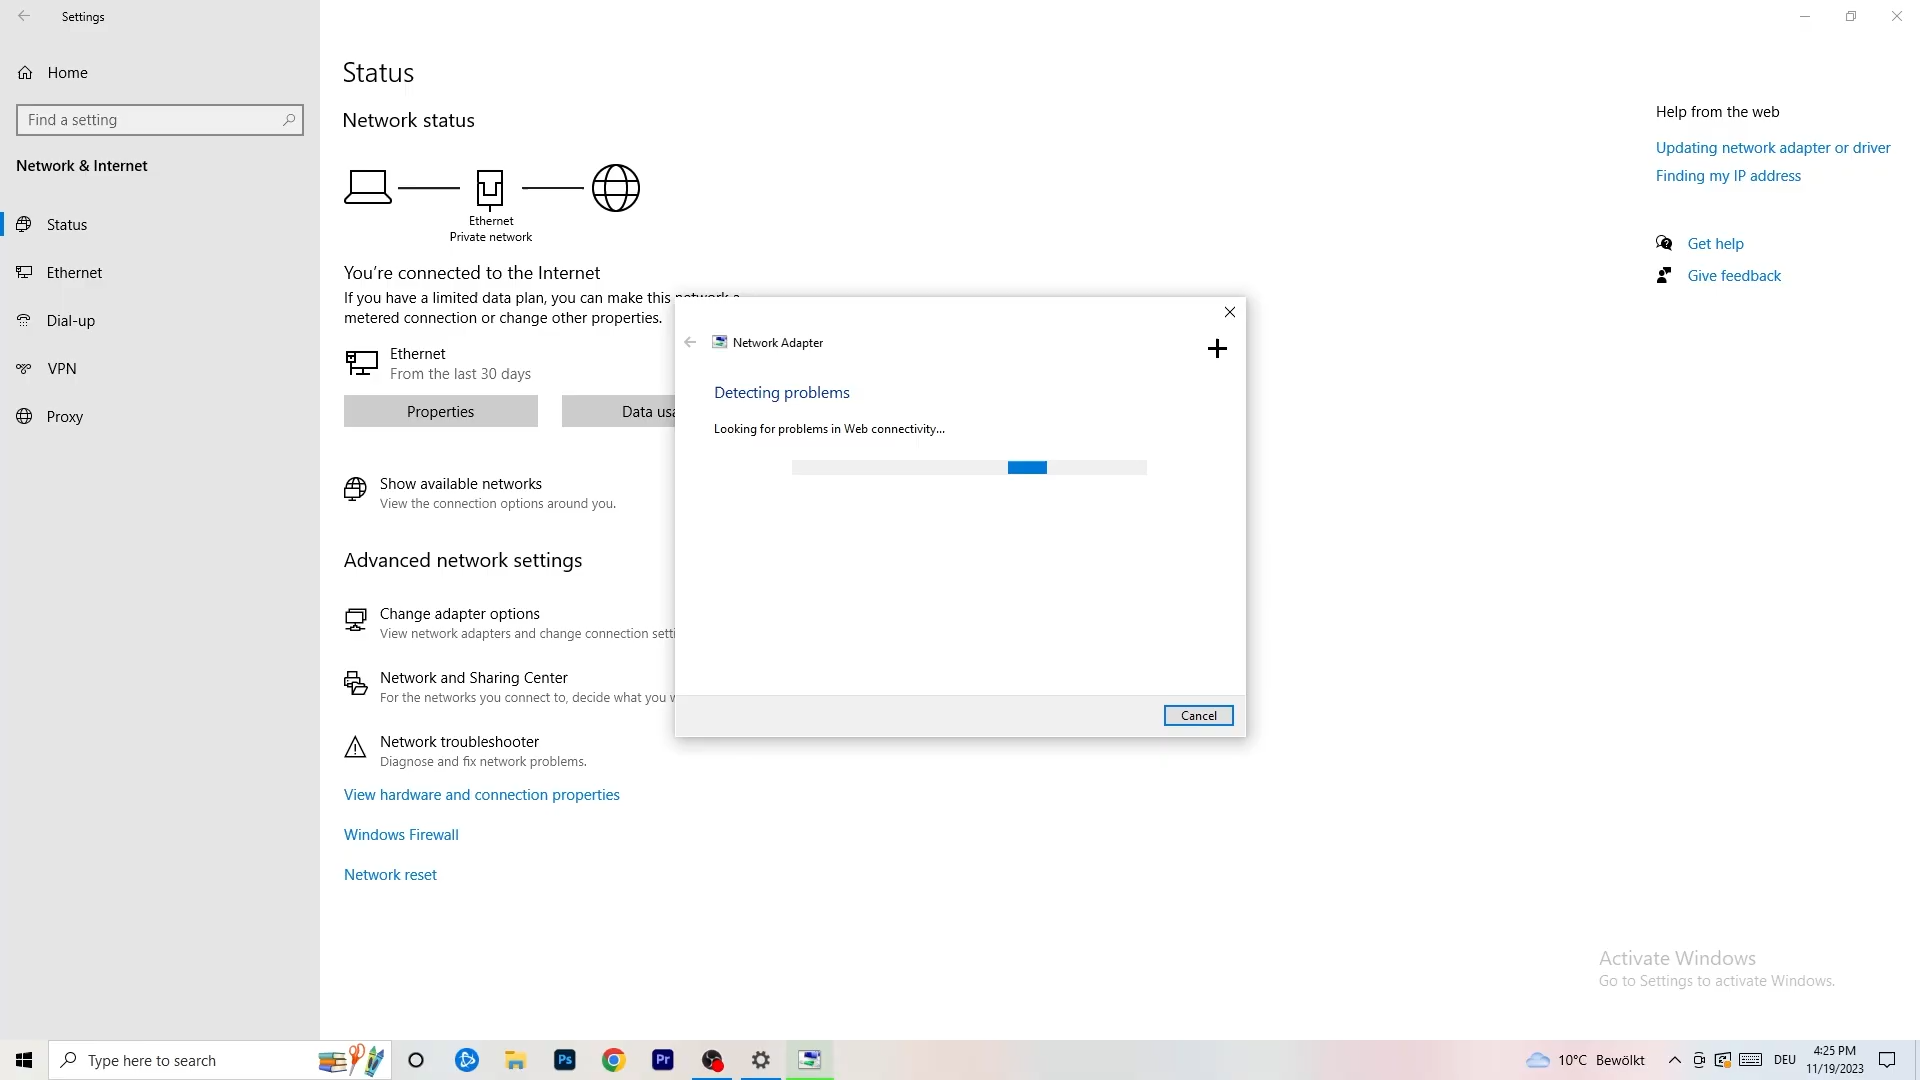 Settings
Home
Find a setting
Network & Internet
Status
Ethernet
Dial-up
VPN
Proxy
Status
Network status
Ethernet
Private network
You're connected to the Internet
If you have a limited data plan, you can make this network a
metered connection or change other properties.
Ethernet
From the last 30 days
Properties
Data usa
Show available networks
View the connection options around you.
Advanced network settings
Change adapter options
View network adapters and change connection setti
Network and Sharing Center
For the networks you connect to, decide what you w
Network troubleshooter
Diagnose and fix network problems.
View hardware and connection properties
Windows Firewall
Network reset
Network Adapter
Detecting problems
Looking for problems in Web connectivity...
Cancel
Help from the web
Updating network adapter or driver
Finding my IP address
Get help
Give feedback
Activate Windows
Go to Settings to activate Windows.
Type here to search
Ps
Pr
10°C Bewölkt
DEU
4:25 PM
11/19/2023